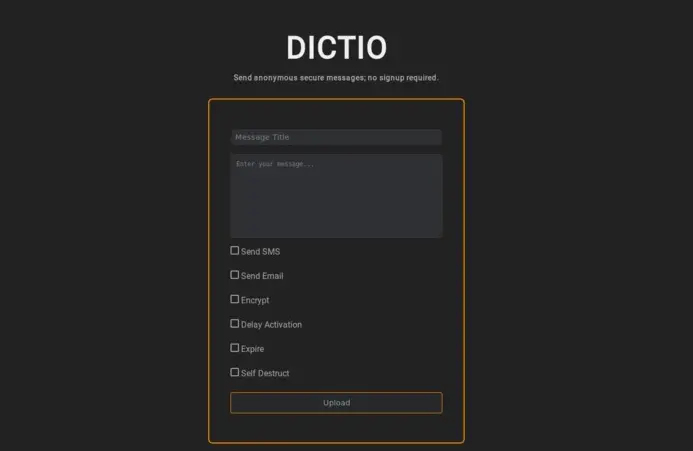 DICTIO
Send anonymous secure messages; no signup required.
Message Title
Enter your message...
Send SMS
Send Email
Encrypt
Delay Activation
Expire
Self Destruct
Upload